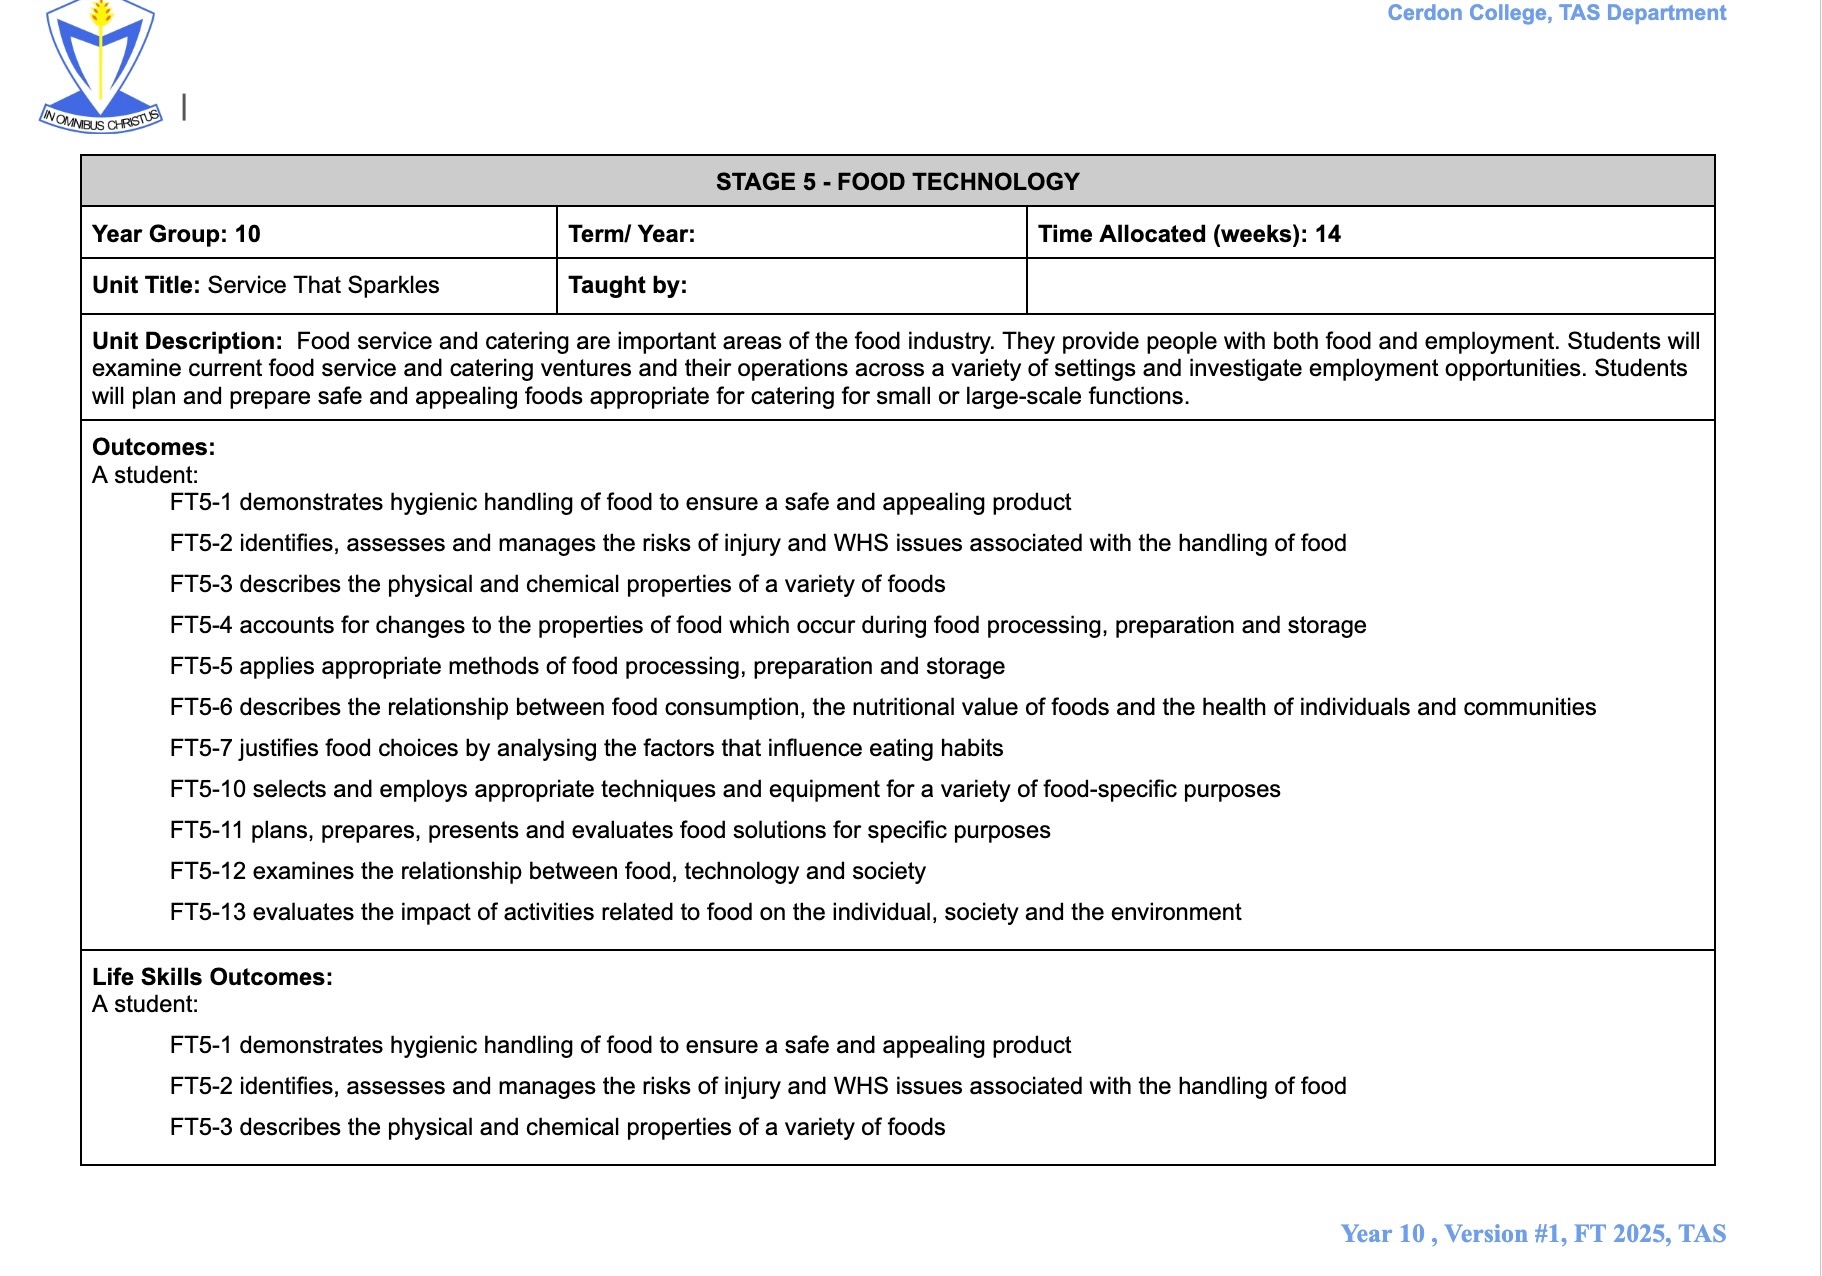 Cerdon College, TAS Department
IN OMNIBUS CHRISTUS
STAGE 5 - FOOD TECHNOLOGY
Year Group: 10
Term/ Year:
Time Allocated (weeks): 14
Unit Title: Service That Sparkles
Taught by:
Unit Description: Food service and catering are important areas of the food industry. They provide people with both food and employment. Students will
examine current food service and catering ventures and their operations across a variety of settings and investigate employment opportunities. Students
will plan and prepare safe and appealing foods appropriate for catering for small or large-scale functions.
Outcomes:
A student:
FT5-1 demonstrates hygienic handling of food to ensure a safe and appealing product
FT5-2 identifies, assesses and manages the risks of injury and WHS issues associated with the handling of food
FT5-3 describes the physical and chemical properties of a variety of foods
FT5-4 accounts for changes to the properties of food which occur during food processing, preparation and storage
FT5-5 applies appropriate methods of food processing, preparation and storage
FT5-6 describes the relationship between food consumption, the nutritional value of foods and the health of individuals and communities
FT5-7 justifies food choices by analysing the factors that influence eating habits
FT5-10 selects and employs appropriate techniques and equipment for a variety of food-specific purposes
FT5-11 plans, prepares, presents and evaluates food solutions for specific purposes
FT5-12 examines the relationship between food, technology and society
FT5-13 evaluates the impact of activities related to food on the individual, society and the environment
Life Skills Outcomes:
A student:
FT5-1 demonstrates hygienic handling of food to ensure a safe and appealing product
FT5-2 identifies, assesses and manages the risks of injury and WHS issues associated with the handling of food
FT5-3 describes the physical and chemical properties of a variety of foods
Year 10 , Version #1, FT 2025, TAS